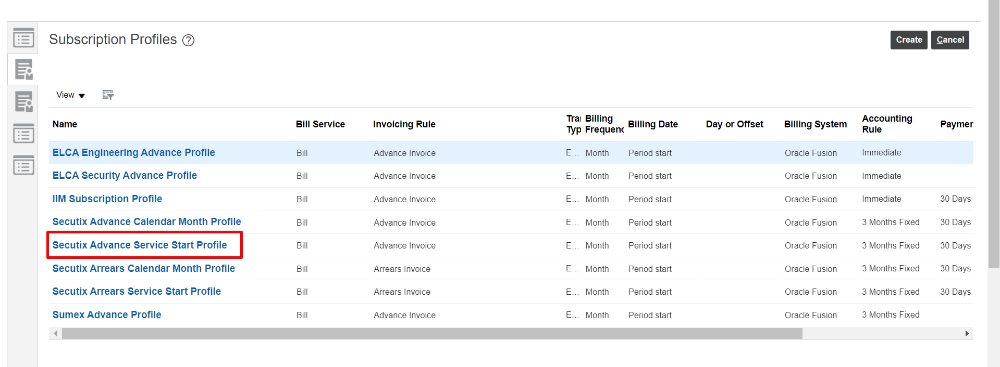 Subscription Profiles ?
Create Cancel
View
Name Bill Service Invoicing Rule Tra Typ Billing Frequenc Billing Date Day or Offset Billing System Accounting Rule Paymer
ELCA Engineering Advance Profile Bill Advance Invoice E... Month Period start Oracle Fusion Immediate
ELCA Security Advance Profile Bill Advance Invoice E... Month Period start Oracle Fusion Immediate
IIM Subscription Profile Bill Advance Invoice E... Month Period start Oracle Fusion Immediate 30 Days
Secutix Advance Calendar Month Profile Bill Advance Invoice E... Month Period start Oracle Fusion 3 Months Fixed 30 Days
Secutix Advance Service Start Profile Bill Advance Invoice E... Month Period start Oracle Fusion 3 Months Fixed 30 Days
Secutix Arrears Calendar Month Profile Bill Arrears Invoice E... Month Period start Oracle Fusion 3 Months Fixed 30 Days
Secutix Arrears Service Start Profile Bill Arrears Invoice E... Month Period start Oracle Fusion 3 Months Fixed 30 Days
Sumex Advance Profile Bill Advance Invoice E... Month Period start Oracle Fusion 3 Months Fixed